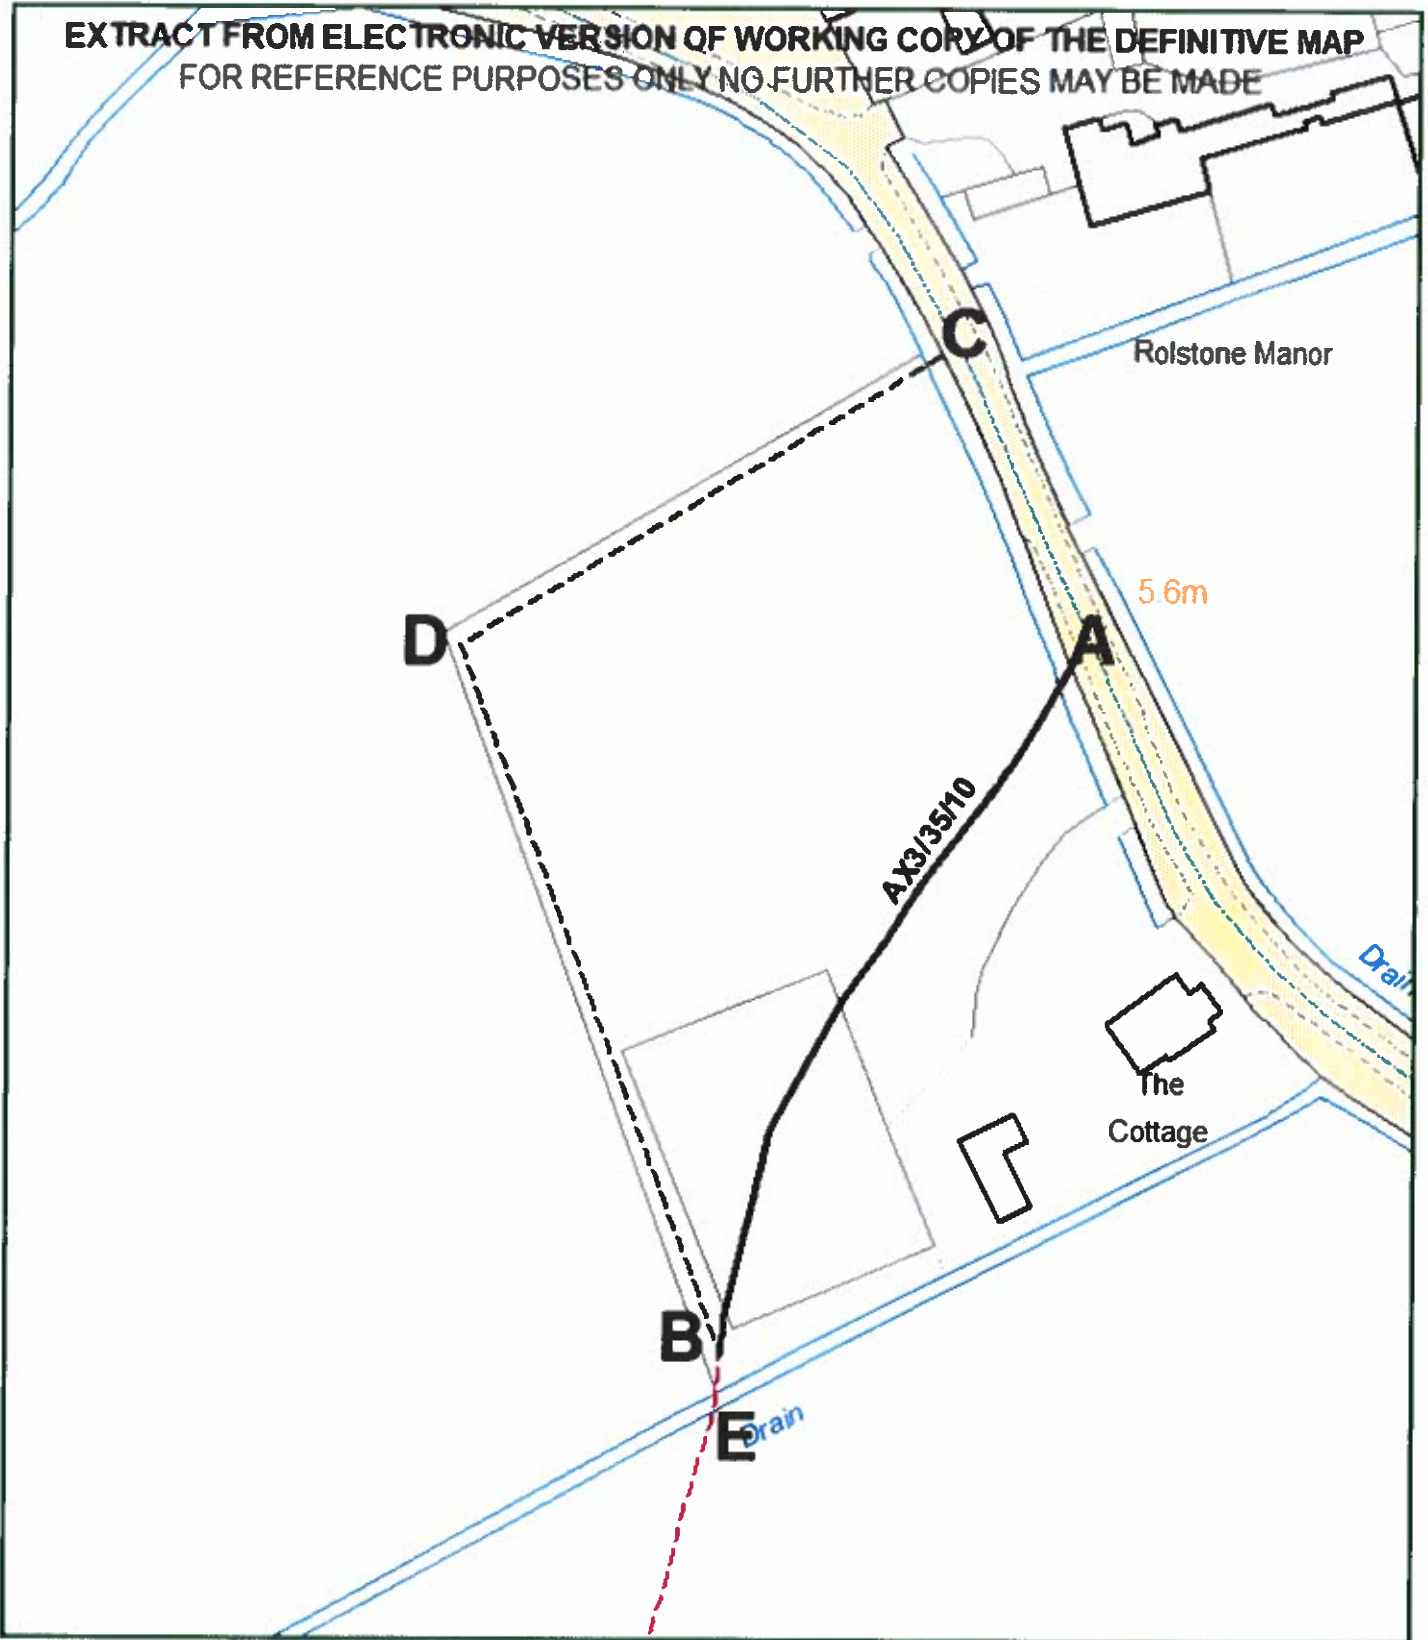 EXTRACT FROM ELECTRONIC VERSION OF WORKING COPY OF THE DEFINITIVE MAP
FOR REFERENCE PURPOSES ONLY NO FURTHER COPIES MAY BE MADE
C
Rolstone Manor
5.6m
D
A
AX3/35/10
Drain
The
Cottage
B
E
Drain